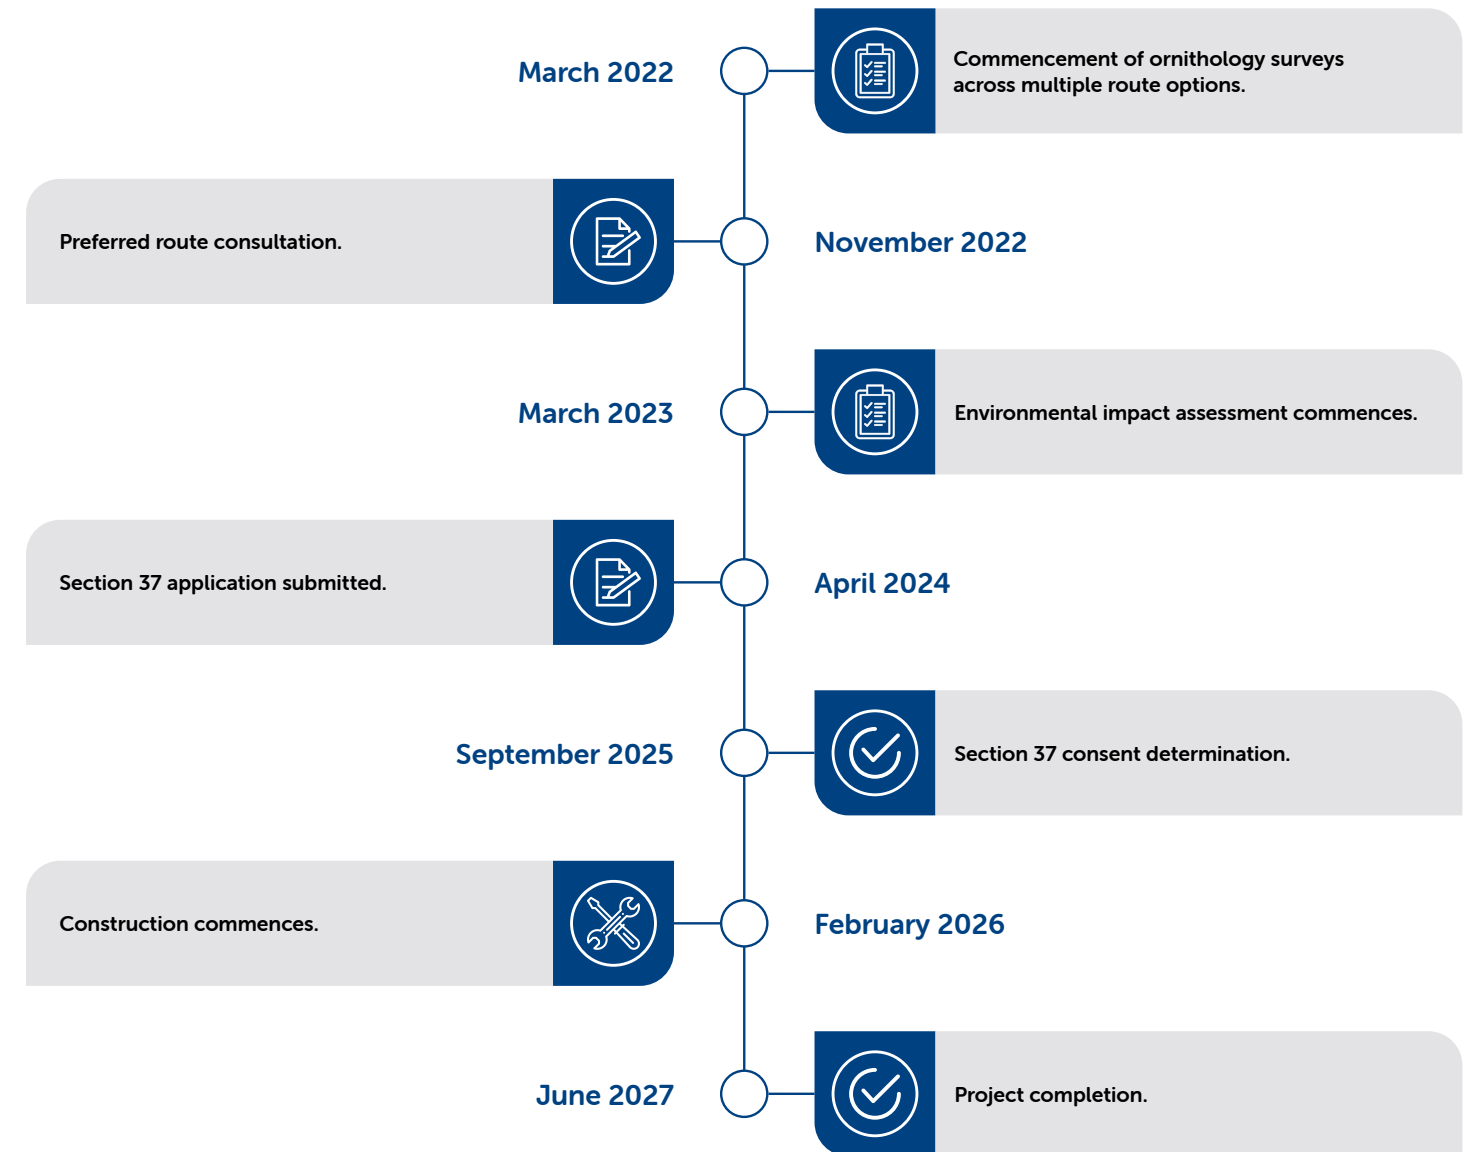 March 2022
Commencement of ornithology surveys
across multiple route options.
Preferred route consultation.
November 2022
March 2023
Environmental impact assessment commences.
Section 37 application submitted.
April 2024
September 2025
Section 37 consent determination.
Construction commences.
February 2026
June 2027
Project completion.